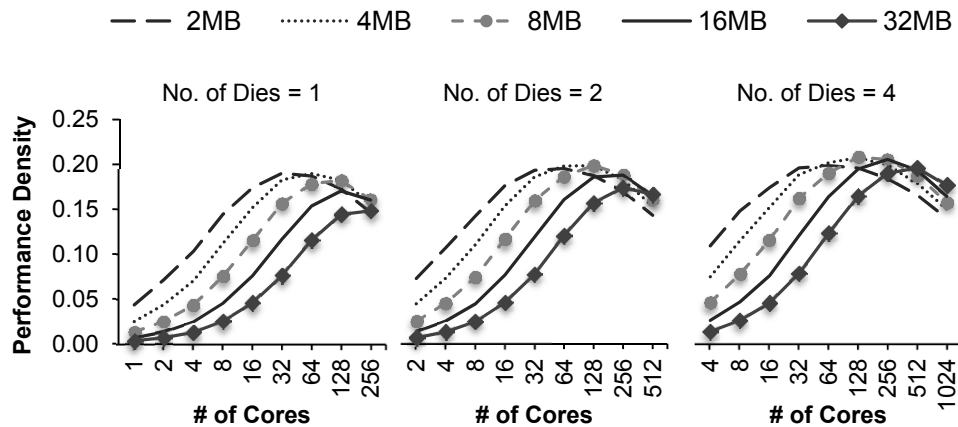 2MB 4MB 8MB 16MB 32MB
No. of Dies = 1 No. of Dies = 2 No. of Dies = 4
Performance Density
0.25
0.20
0.15
0.10
0.05
0.00
1 2 4 8 16 32 64 128 256
2 4 8 16 32 64 128 256 512
4 8 16 32 64 128 256 512 1024
# of Cores # of Cores # of Cores